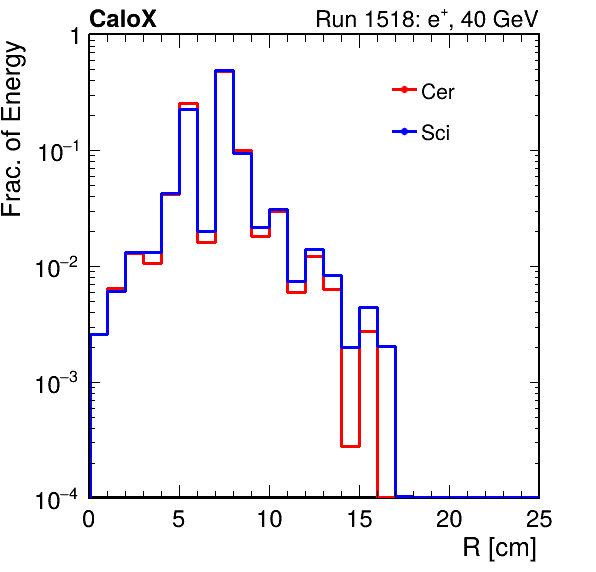 CaloX Run 1518: e⁺, 40 GeV
Frac. of Energy
1
10⁻¹
10⁻²
10⁻³
10⁻⁴
Cer
Sci
0 5 10 15 20 25
R [cm]